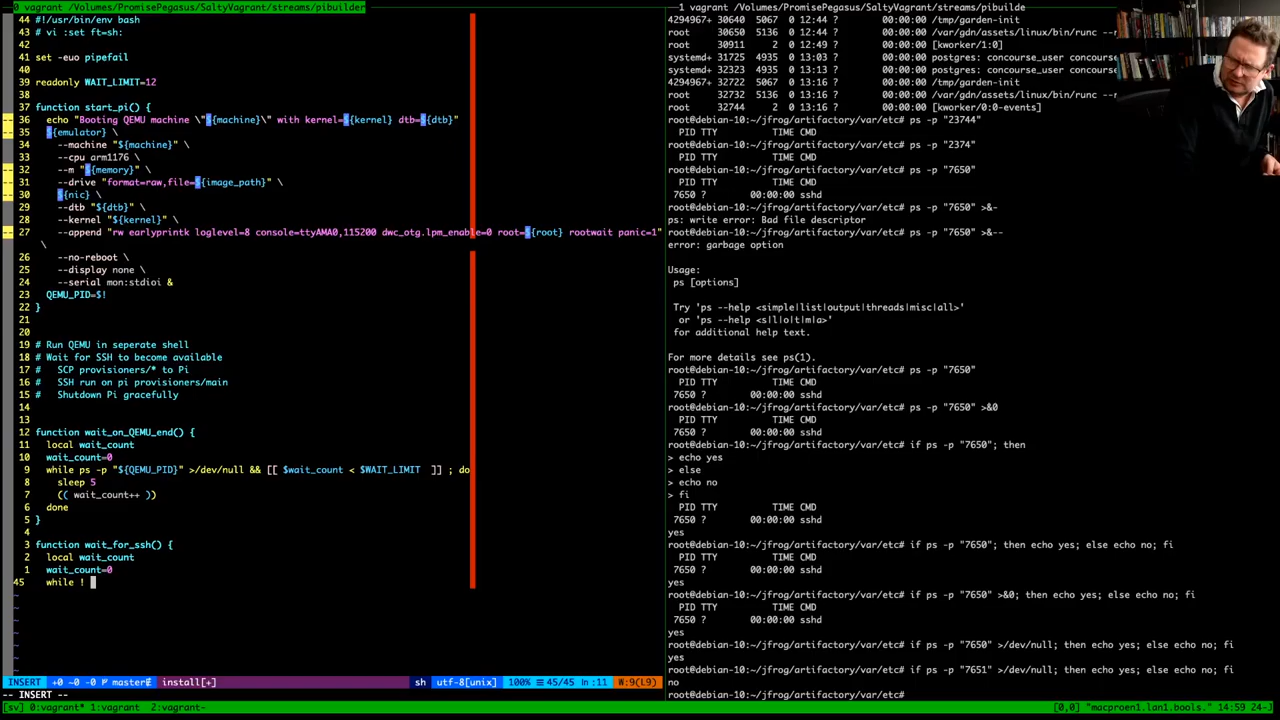 0 vagrant /Volumes/PromisePegasus/SaltyVagrant/streams/pibuilder
44 #!/usr/bin/env bash
43 # vi :set ft=sh:
42
41 set -euo pipefail
40
39 readonly WAIT_LIMIT=12
38
37 function start_pi() {
36   echo "Booting QEMU machine \"${machine}\" with kernel=${kernel} dtb=${dtb}"
35   ${emulator} \
34     --machine "${machine}" \
33     --cpu arm1176 \
32     --m "${memory}" \
31     --drive "format=raw,file=${image_path}" \
30     ${nic} \
29     --dtb "${dtb}" \
28     --kernel "${kernel}" \
27     --append "rw earlyprintk loglevel=8 console=ttyAMA0,115200 dwc_otg.lpm_enable=0 root=${root} rootwait panic=1"
\
26     --no-reboot \
25     --display none \
24     --serial mon:stdioi &
23   QEMU_PID=$!
22 }
21
20
19 # Run QEMU in seperate shell
18 # Wait for SSH to become available
17 #   SCP provisioners/* to Pi
16 #   SSH run on pi provisioners/main
15 #   Shutdown Pi gracefully
14
13
12 function wait_on_QEMU_end() {
11   local wait_count
10   wait_count=0
9   while ps -p "${QEMU_PID}" >/dev/null && [[ $wait_count < $WAIT_LIMIT  ]] ; do
8     sleep 5
7     (( wait_count++ ))
6   done
5 }
4
3 function wait_for_ssh() {
2   local wait_count
1   wait_count=0
45   while !
~
~
~
~
~
~
~
INSERT +0 ~0 -0 master install[+] sh utf-8[unix] 100% 45/45 :11 W:9(L9)
-- INSERT --
1 vagrant /Volumes/PromisePegasus/SaltyVagrant/streams/pibuilde
4294967+ 30640  5067  0 12:44 ?        00:00:00 /tmp/garden-init
root     30650  5136  0 12:44 ?        00:00:00 /var/gdn/assets/linux/bin/runc --r
root     30911     2  0 12:49 ?        00:00:00 [kworker/1:0]
systemd+ 31725  4935  0 13:03 ?        00:00:00 postgres: concourse_user concourse
systemd+ 32323  4935  0 13:13 ?        00:00:00 postgres: concourse_user concours
4294967+ 32722  5067  0 13:16 ?        00:00:00 /tmp/garden-init
root     32738  5136  0 13:16 ?        00:00:00 /var/gdn/assets/linux/bin/runc --r
root     32744     2  0 13:16 ?        00:00:00 [kworker/0:0-events]
root@debian-10:~/jfrog/artifactory/var/etc# ps -p "23744"
PID TTY          TIME CMD
root@debian-10:~/jfrog/artifactory/var/etc# ps -p "2374"
PID TTY          TIME CMD
root@debian-10:~/jfrog/artifactory/var/etc# ps -p "7650"
PID TTY          TIME CMD
7650 ?        00:00:00 sshd
root@debian-10:~/jfrog/artifactory/var/etc# ps -p "7650" >&-
ps: write error: Bad file descriptor
root@debian-10:~/jfrog/artifactory/var/etc# ps -p "7650" >&--
error: garbage option
Usage:
ps [options]
Try 'ps --help <simple|list|output|threads|misc|all>'
or 'ps --help <s|l|o|t|m|a>'
for additional help text.
For more details see ps(1).
root@debian-10:~/jfrog/artifactory/var/etc# ps -p "7650"
PID TTY          TIME CMD
7650 ?        00:00:00 sshd
root@debian-10:~/jfrog/artifactory/var/etc# ps -p "7650" >&0
PID TTY          TIME CMD
7650 ?        00:00:00 sshd
root@debian-10:~/jfrog/artifactory/var/etc# if ps -p "7650"; then
> echo yes
> else
> echo no
> fi
PID TTY          TIME CMD
7650 ?        00:00:00 sshd
yes
root@debian-10:~/jfrog/artifactory/var/etc# if ps -p "7650"; then echo yes; else echo no; fi
PID TTY          TIME CMD
7650 ?        00:00:00 sshd
yes
root@debian-10:~/jfrog/artifactory/var/etc# if ps -p "7650" >&0; then echo yes; else echo no; fi
PID TTY          TIME CMD
7650 ?        00:00:00 sshd
yes
root@debian-10:~/jfrog/artifactory/var/etc# if ps -p "7650" >/dev/null; then echo yes; else echo no; fi
yes
root@debian-10:~/jfrog/artifactory/var/etc# if ps -p "7651" >/dev/null; then echo yes; else echo no; fi
no
root@debian-10:~/jfrog/artifactory/var/etc#
[sv] 0:vagrant* 1:vagrant  2:vagrant- [0,0] "macproen1.lan1.bools." 14:59 24-J